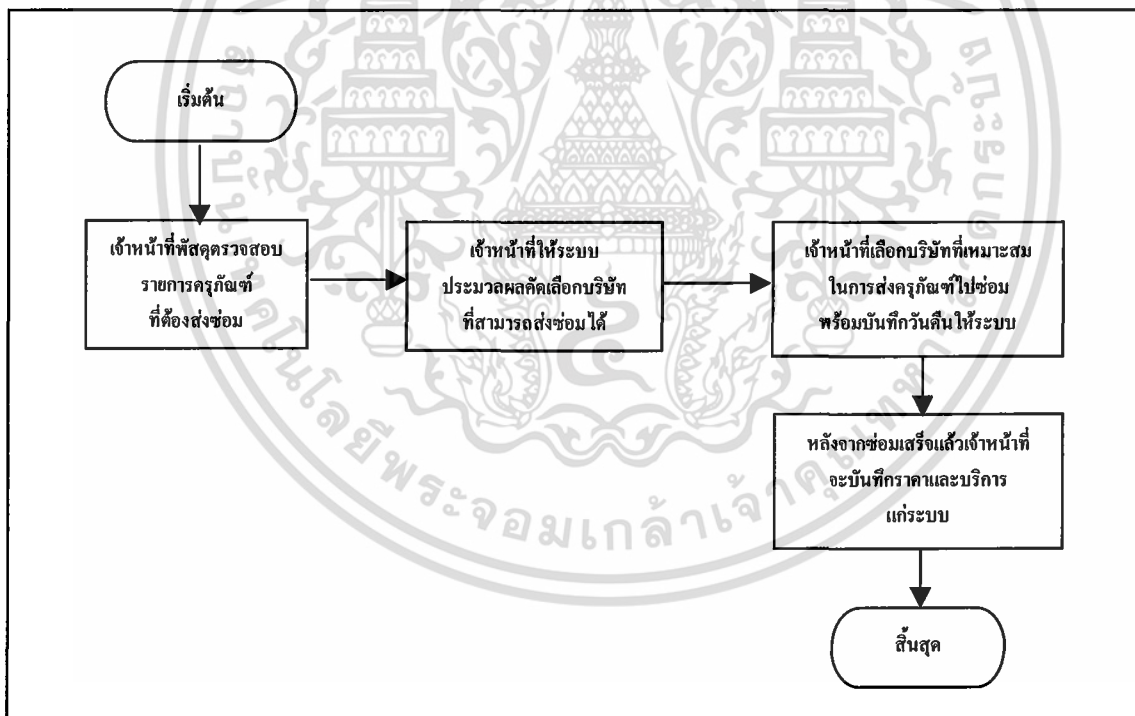 เริ่มต้น
เจ้าหน้าที่พัสดุตรวจสอบ
รายการครุภัณฑ์
ที่ต้องส่งซ่อม
เจ้าหน้าที่ให้ระบบ
ประมวลผลคัดเลือกบริษัท
ที่สามารถส่งซ่อมได้
เจ้าหน้าที่เลือกบริษัทที่เหมาะสม
ในการส่งครุภัณฑ์ไปซ่อม
พร้อมบันทึกวันคืนให้ระบบ
หลังจากซ่อมเสร็จแล้วเจ้าหน้าที่
จะบันทึกราคาและบริการ
แก่ระบบ
สิ้นสุด